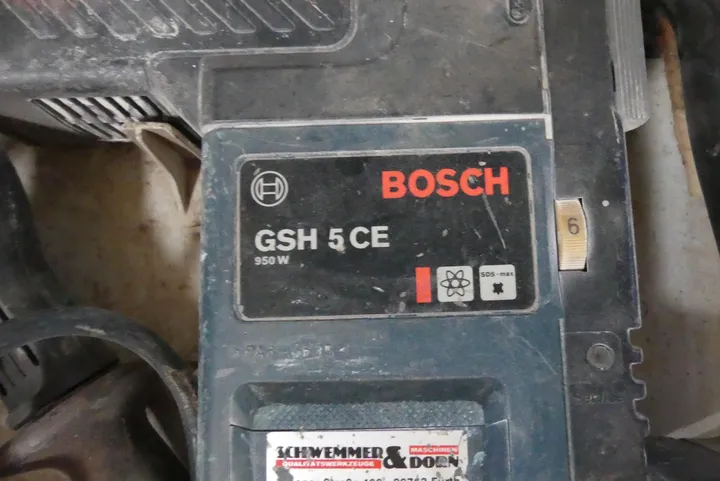 BOSCH
GSH 5 CE
950 W
SDS-max
6
SCHWEMMER & DORN
MASCHINEN
QUALITÄTSWERKZEUGE